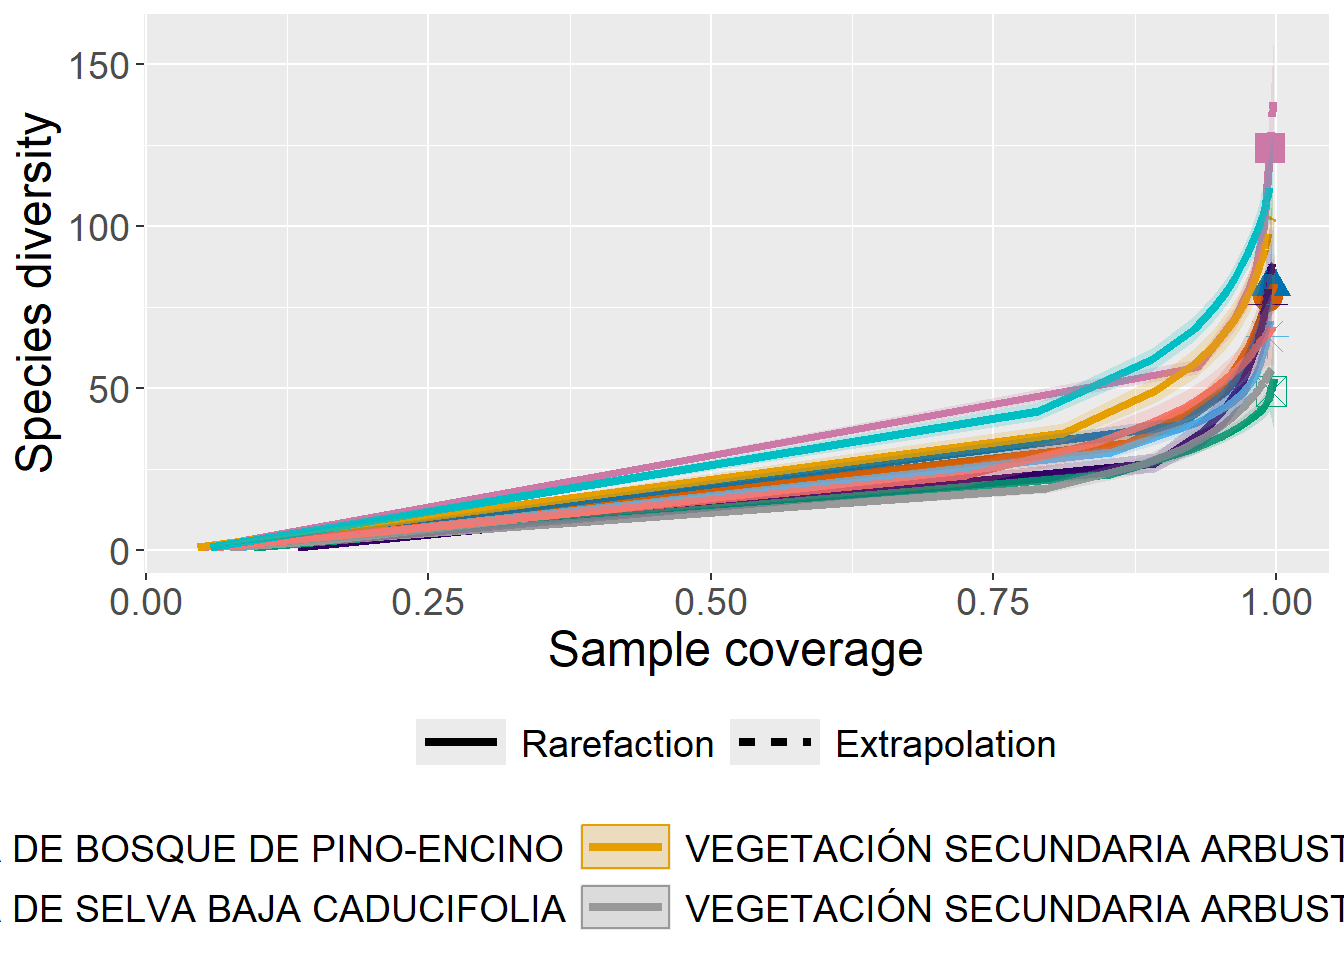 Species diversity
150
100
50
0
0.00 0.25 0.50 0.75 1.00
Sample coverage
Rarefaction Extrapolation
DE BOSQUE DE PINO-ENCINO VEGETACIÓN SECUNDARIA ARBUST
DE SELVA BAJA CADUCIFOLIA VEGETACIÓN SECUNDARIA ARBUST